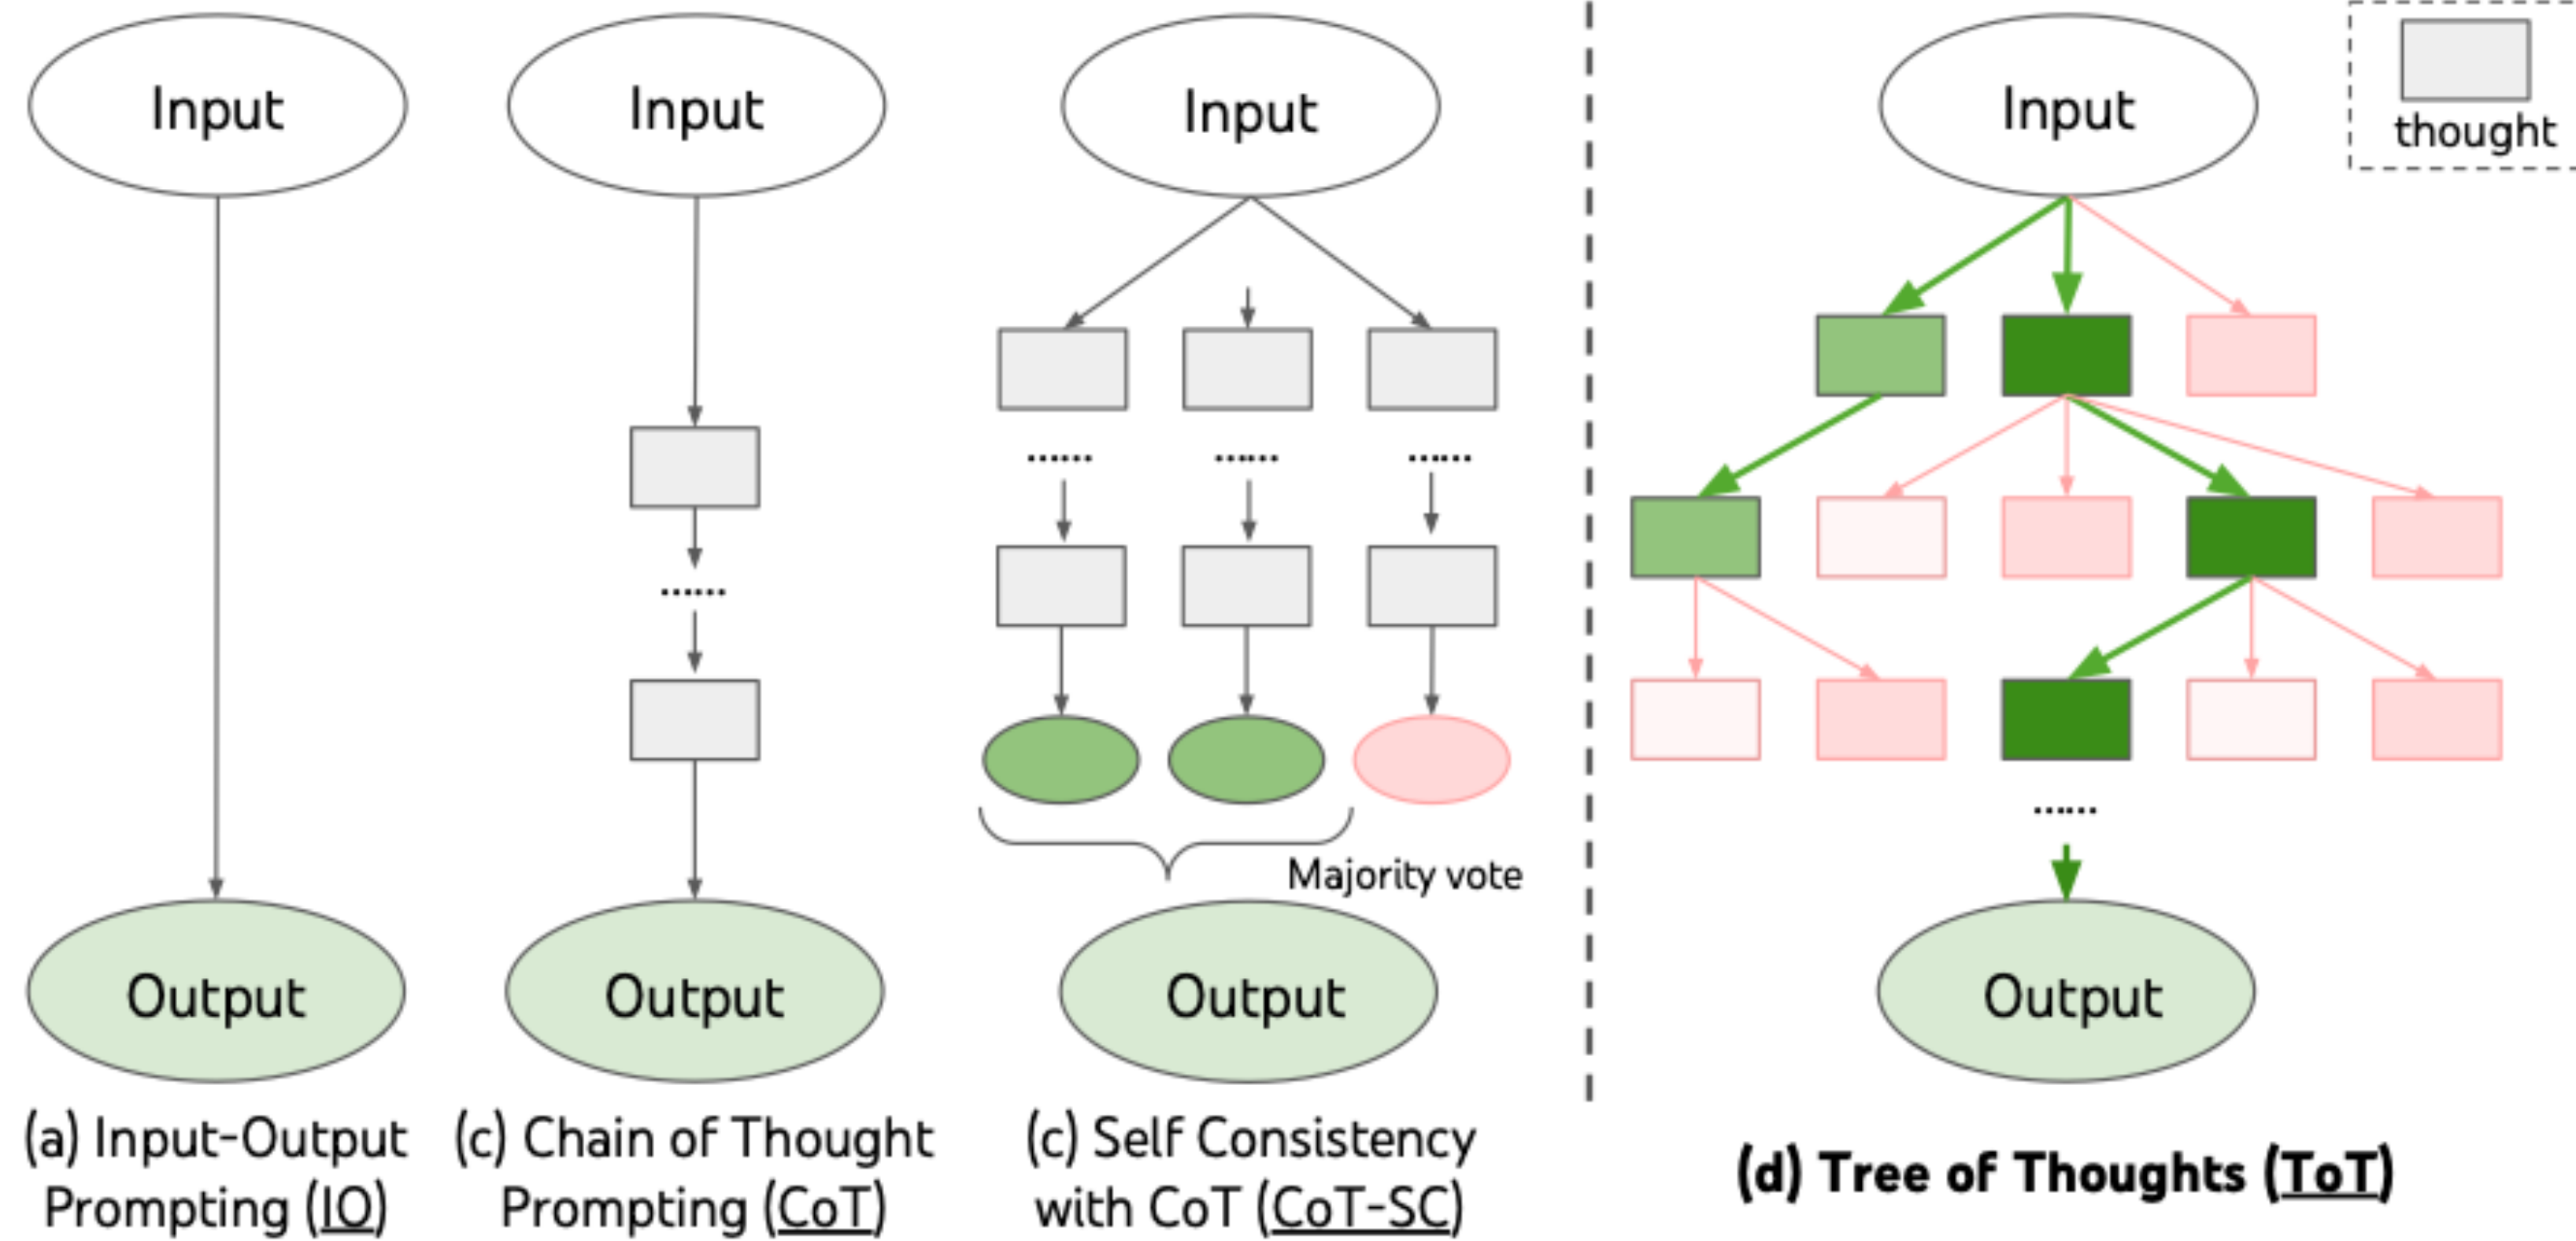 Input
Input
Input
Input
thought
......
......
......
......
......
Majority vote
Output
Output
Output
Output
(a) Input-Output
Prompting (IO)
(c) Chain of Thought
Prompting (CoT)
(c) Self Consistency
with CoT (CoT-SC)
(d) Tree of Thoughts (ToT)